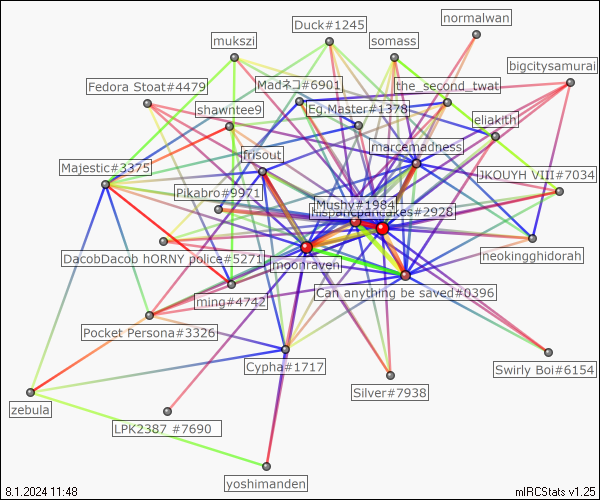 normalwan
Duck#1245
mukszi
somass
bigcitysamurai
Fedora Stoat#4479
Madネコ#6901
the_second_twat
shawntee9
Eg.Master#1378
eliakith
marcemadness
frisout
Majestic#3375
JKOUYH VIII#7034
Pikabro#9971
Mushy#1984
hispanicpancakes#2928
DacobDacob hORNY police#5271
neokingghidorah
moonraven
ming#4742
Can anything be saved#0396
Pocket Persona#3326
Cypha#1717
Swirly Boi#6154
Silver#7938
zebula
LPK2387 #7690
yoshimanden
8.1.2024 11:48
mIRCStats v1.25